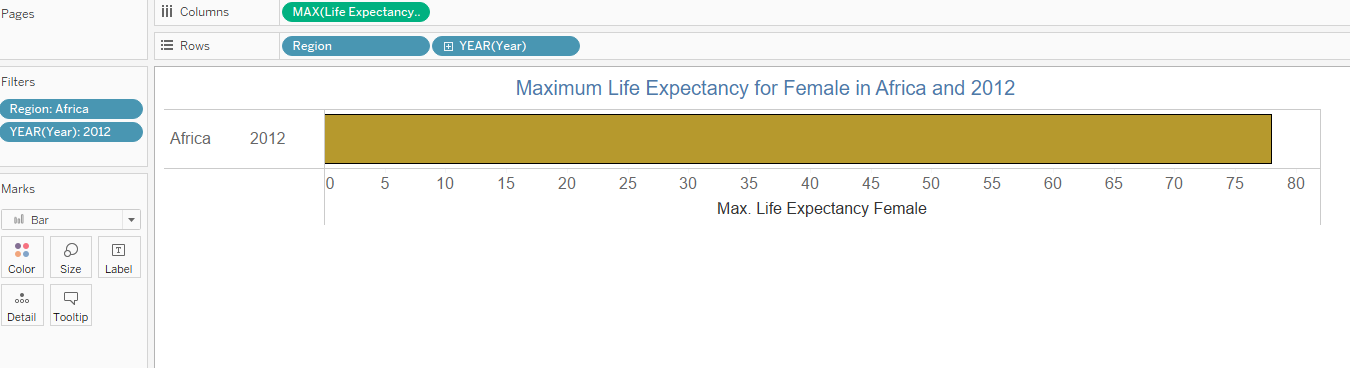 Pages
Columns MAX(Life Expectancy..
Rows Region YEAR(Year)
Filters
Region: Africa
YEAR(Year): 2012
Marks
Bar
Color Size Label
Detail Tooltip
Maximum Life Expectancy for Female in Africa and 2012
Africa 2012
0 5 10 15 20 25 30 35 40 45 50 55 60 65 70 75 80
Max. Life Expectancy Female